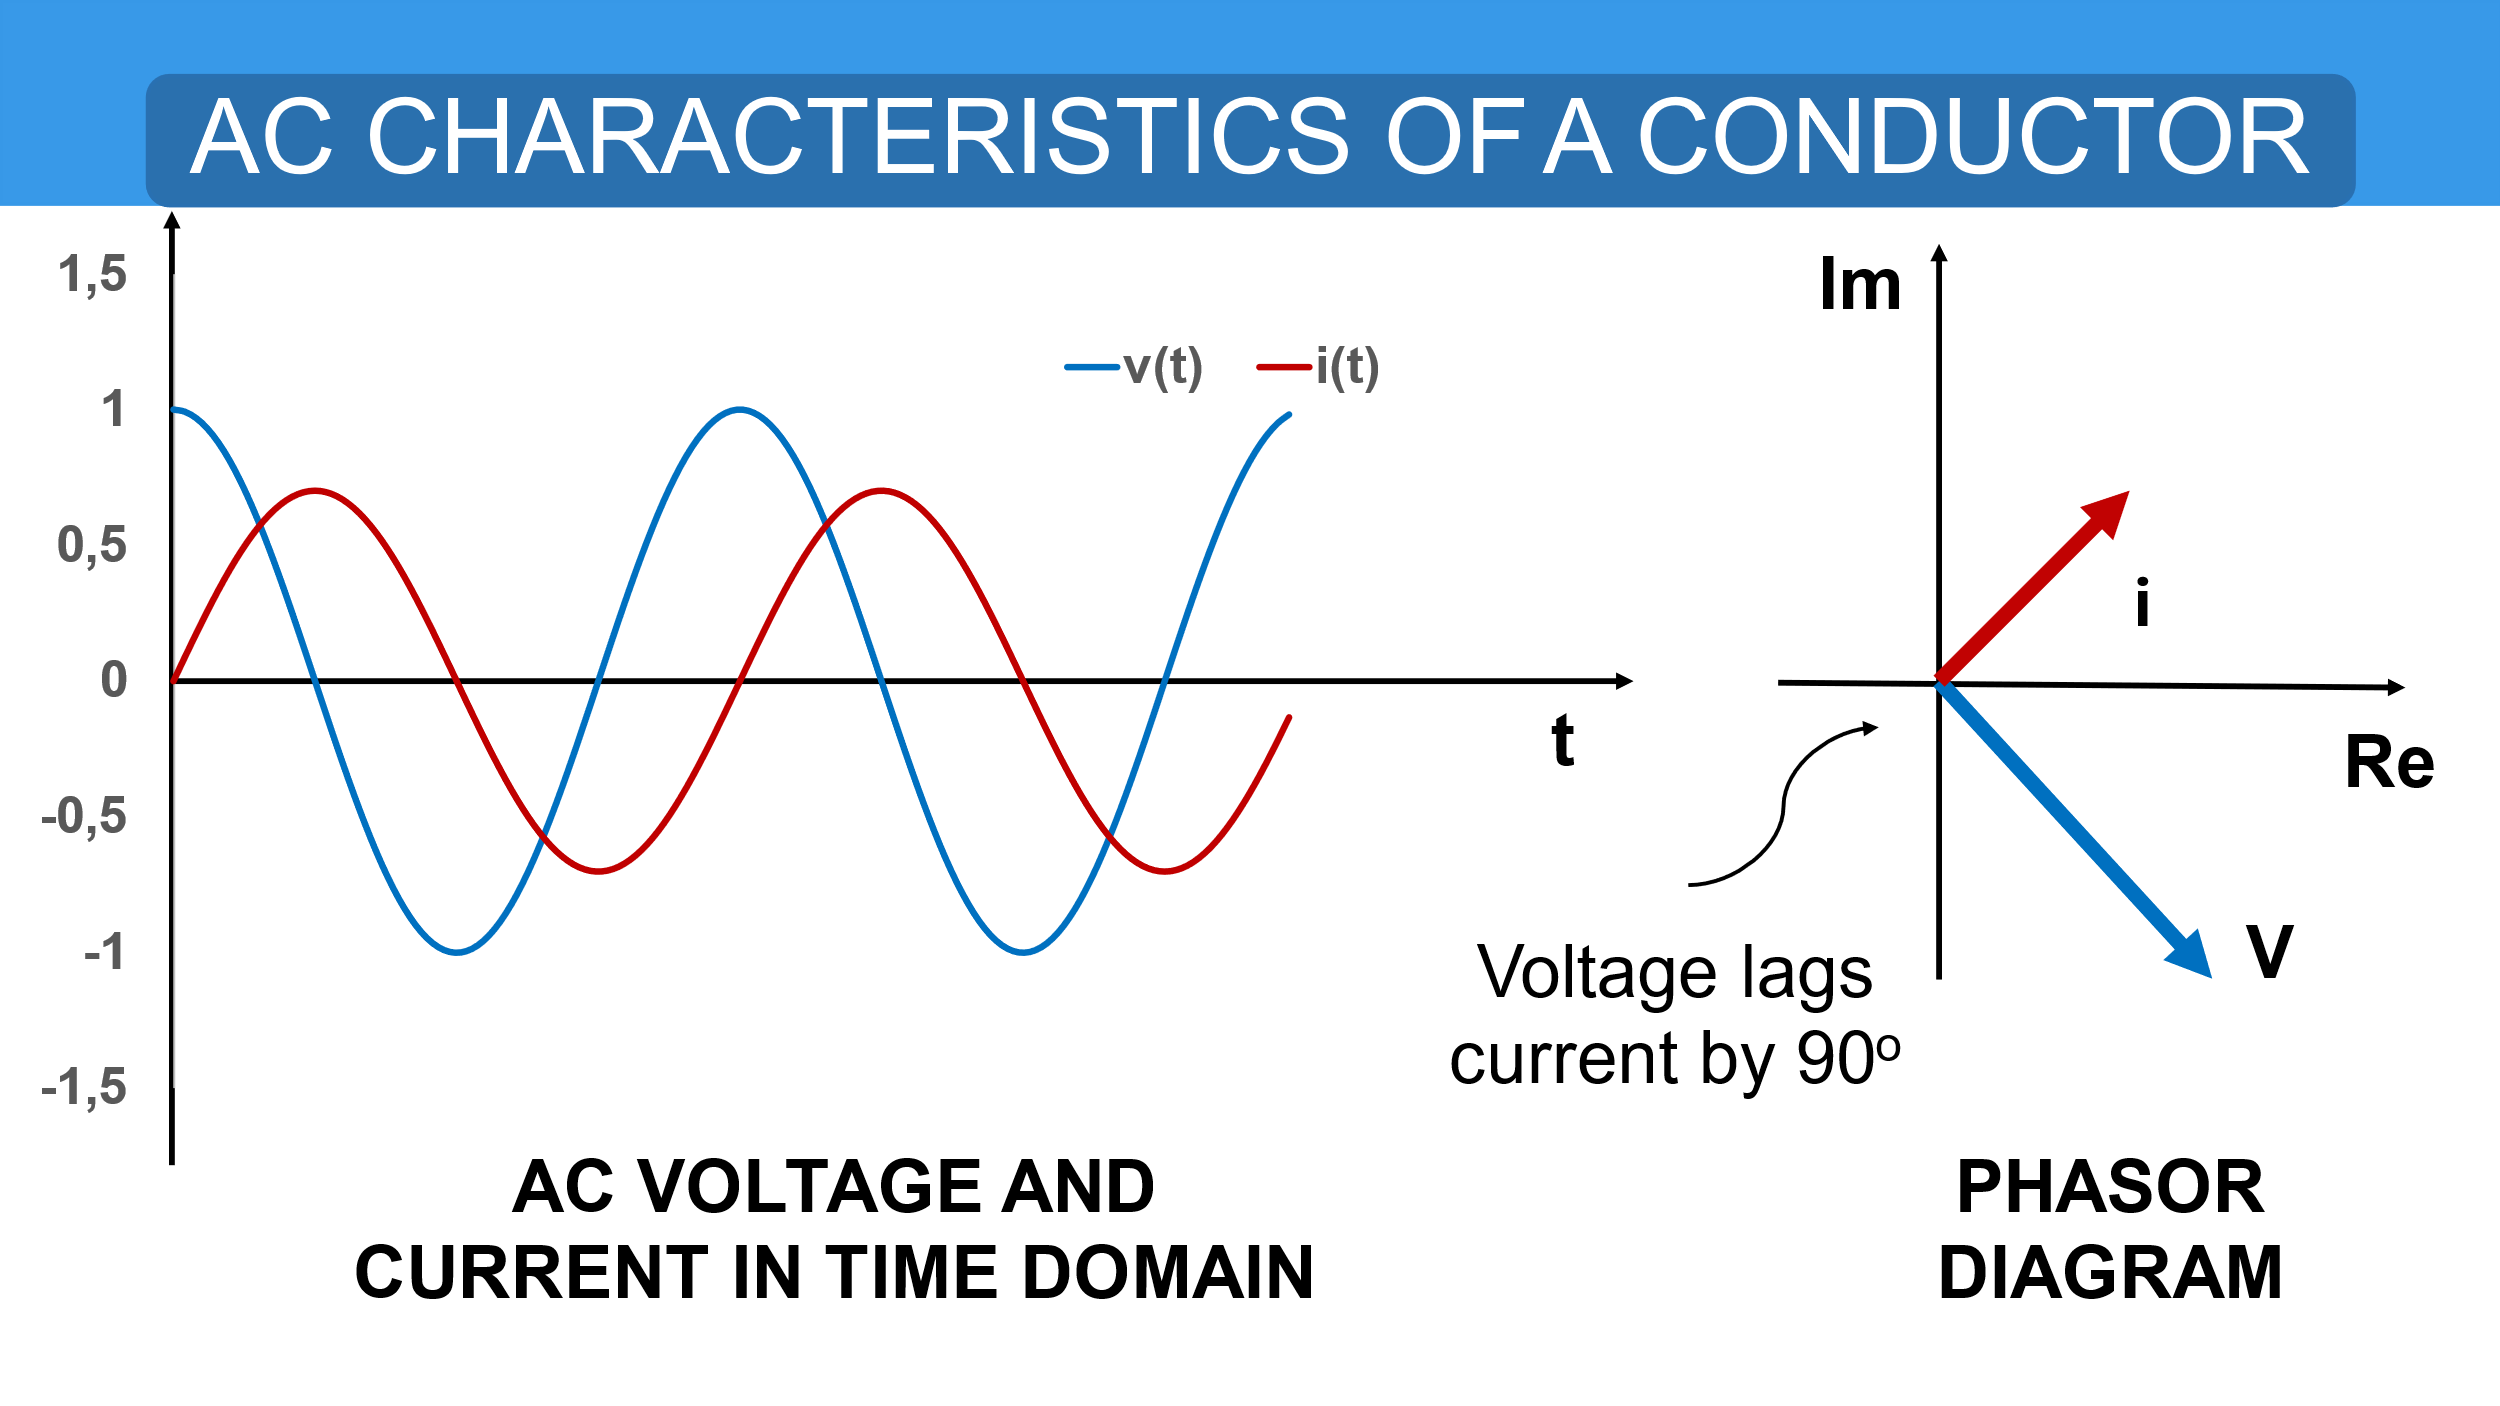 AC CHARACTERISTICS OF A CONDUCTOR
1,5
1
0,5
0
-0,5
-1
-1,5
v(t) i(t)
t
Im
i
Re
V
Voltage lags
current by 90º
AC VOLTAGE AND
CURRENT IN TIME DOMAIN
PHASOR
DIAGRAM